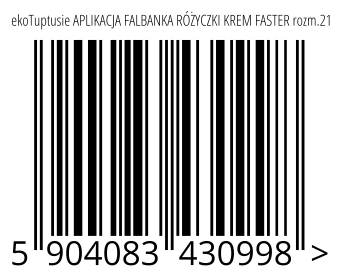 ekoTuptusie APLIKACJA FALBANKA RÓŻYCZKI KREM FASTER rozm.21
5 904083 430998 >